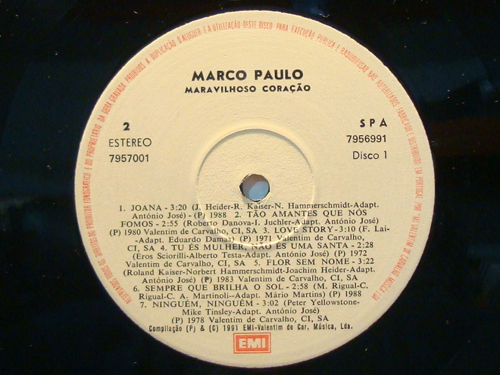 MARCO PAULO
MARAVILHOSO CORAÇÃO
2
ESTEREO
7957001
SPA
7956991
Disco 1
1. JOANA - 3:20 (J. Heider-R. Kaiser-N. Hammerschmidt-Adapt.
António José) - (P) 1988 2. TÃO AMANTES QUE NÓS
FOMOS - 2:55 (Roberto Danova-I. Juchler-Adapt. António José)
(P) 1980 Valentim de Carvalho, CI, SA 3. LOVE STORY - 3:10 (F. Lai-
Adapt. Eduardo Damas) (P) 1971 Valentim de Carvalho,
CI, SA 4. TU ÉS MULHER, NÃO ÉS UMA SANTA - 2:28
(Eros Sciorilli-Alberto Testa-Adapt. António José) (P) 1972
Valentim de Carvalho, CI, SA 5. FLOR SEM NOME - 3:22
(Roland Kaiser-Norbert Hammerschmidt-Joachim Heider-Adapt.
António José) (P) 1983 Valentim de Carvalho, CI, SA
6. SEMPRE QUE BRILHA O SOL - 2:58 (M. Rigual-C.
Rigual-C. A. Martinoli--Adapt. Mário Martins) (P) 1988
7. NINGUÉM, NINGUÉM - 3:02 (Peter Yellowstone-
Mike Tinsley-Adapt. António José)
(P) 1978 Valentim de Carvalho, CI, SA
Compilação (P) & (C) 1991 EMI-Valentim de Car. Música, Lda.
EMI